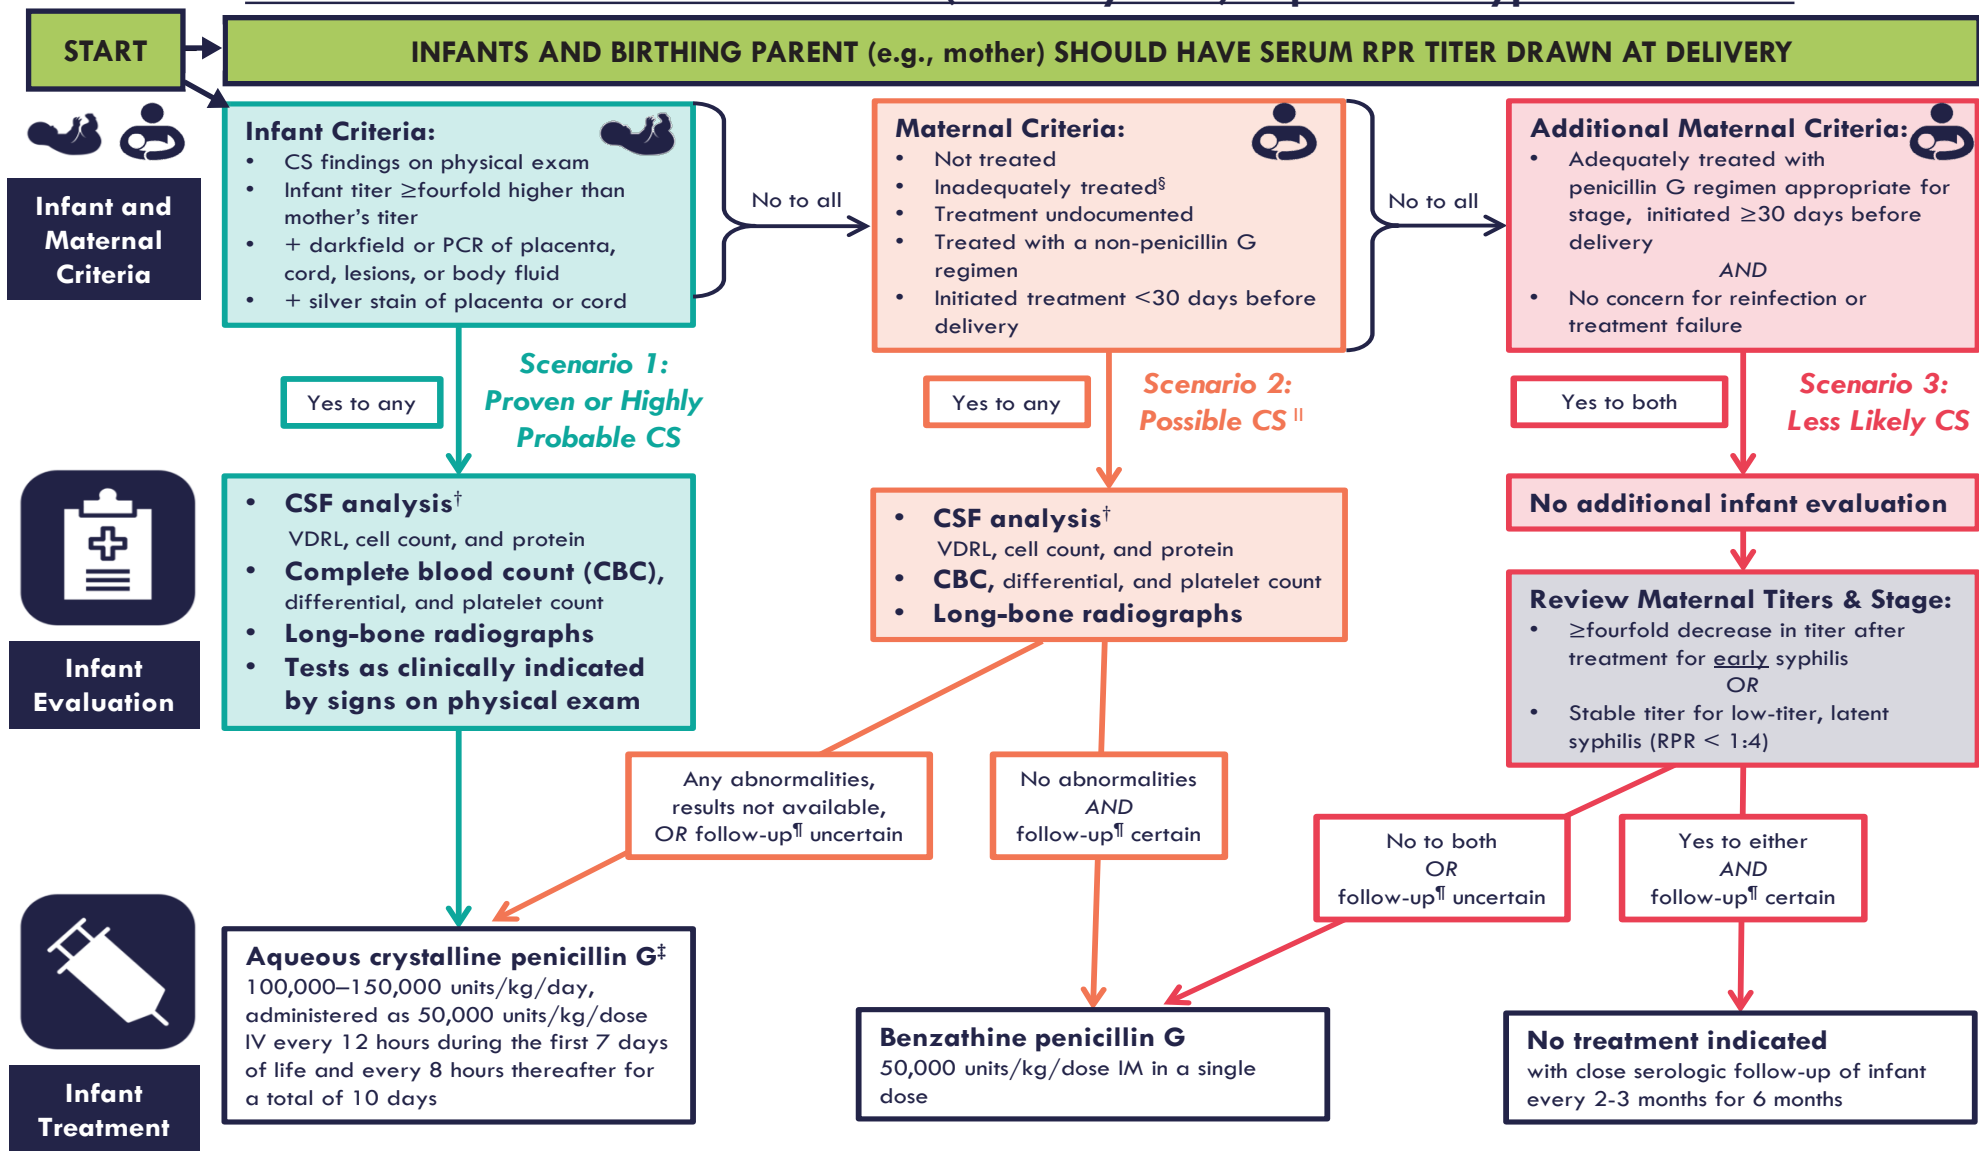 START
INFANTS AND BIRTHING PARENT (e.g., mother) SHOULD HAVE SERUM RPR TITER DRAWN AT DELIVERY
Infant and
Maternal
Criteria
Infant Criteria:
• CS findings on physical exam
• Infant titer ≥fourfold higher than
mother's titer
• + darkfield or PCR of placenta,
cord, lesions, or body fluid
• + silver stain of placenta or cord
No to all
Maternal Criteria:
• Not treated
• Inadequately treated§
• Treatment undocumented
• Treated with a non-penicillin G
regimen
• Initiated treatment <30 days before
delivery
No to all
Additional Maternal Criteria:
• Adequately treated with
penicillin G regimen appropriate for
stage, initiated ≥30 days before
delivery
AND
• No concern for reinfection or
treatment failure
Yes to any
Scenario 1:
Proven or Highly
Probable CS
Yes to any
Scenario 2:
Possible CS ||
Yes to both
Scenario 3:
Less Likely CS
Infant
Evaluation
• CSF analysis†
VDRL, cell count, and protein
• Complete blood count (CBC),
differential, and platelet count
• Long-bone radiographs
• Tests as clinically indicated
by signs on physical exam
• CSF analysis†
VDRL, cell count, and protein
• CBC, differential, and platelet count
• Long-bone radiographs
No additional infant evaluation
Review Maternal Titers & Stage:
• ≥fourfold decrease in titer after
treatment for early syphilis
OR
• Stable titer for low-titer, latent
syphilis (RPR < 1:4)
Any abnormalities,
results not available,
OR follow-up¶ uncertain
No abnormalities
AND
follow-up¶ certain
No to both
OR
follow-up¶ uncertain
Yes to either
AND
follow-up¶ certain
Infant
Treatment
Aqueous crystalline penicillin G‡
100,000–150,000 units/kg/day,
administered as 50,000 units/kg/dose
IV every 12 hours during the first 7 days
of life and every 8 hours thereafter for
a total of 10 days
Benzathine penicillin G
50,000 units/kg/dose IM in a single
dose
No treatment indicated
with close serologic follow-up of infant
every 2-3 months for 6 months